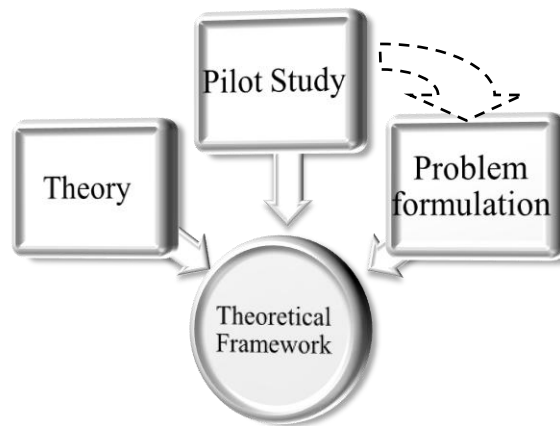 Pilot Study
Theory
Problem
formulation
Theoretical
Framework